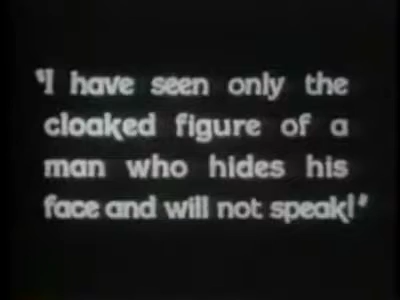 "I have seen only the
cloaked figure of a
man who hides his
face and will not speak!"